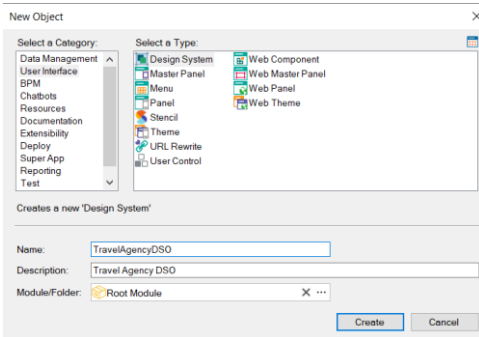 New Object
Select a Category:
Data Management
User Interface
BPM
Chatbots
Resources
Documentation
Extensibility
Deploy
Super App
Reporting
Test
Select a Type:
Design System
Master Panel
Menu
Panel
Stencil
Theme
URL Rewrite
User Control
Web Component
Web Master Panel
Web Panel
Web Theme
Creates a new 'Design System'
Name: TravelAgencyDSO
Description: Travel Agency DSO
Module/Folder: Root Module
Create Cancel